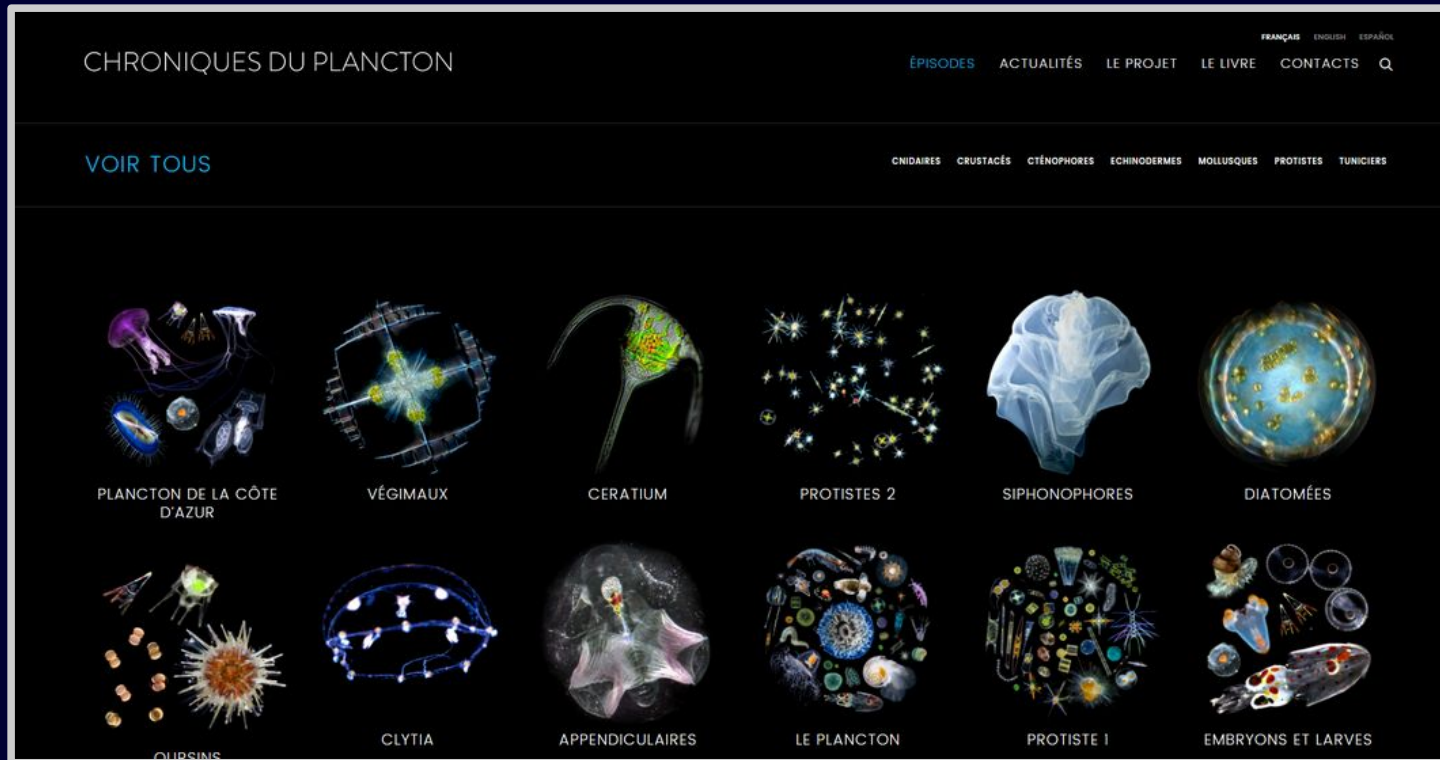 FRANÇAIS ENGLISH ESPAÑOL
CHRONIQUES DU PLANCTON
ÉPISODES ACTUALITÉS LE PROJET LE LIVRE CONTACTS
VOIR TOUS
CNIDAIRES CRUSTACÉS CTÉNOPHORES ECHINODERMES MOLLUSQUES PROTISTES TUNICIERS
PLANCTON DE LA CÔTE
D'AZUR
VÉGIMAUX
CERATIUM
PROTISTES 2
SIPHONOPHORES
DIATOMÉES
OURSINS
CLYTIA
APPENDICULAIRES
LE PLANCTON
PROTISTE 1
EMBRYONS ET LARVES